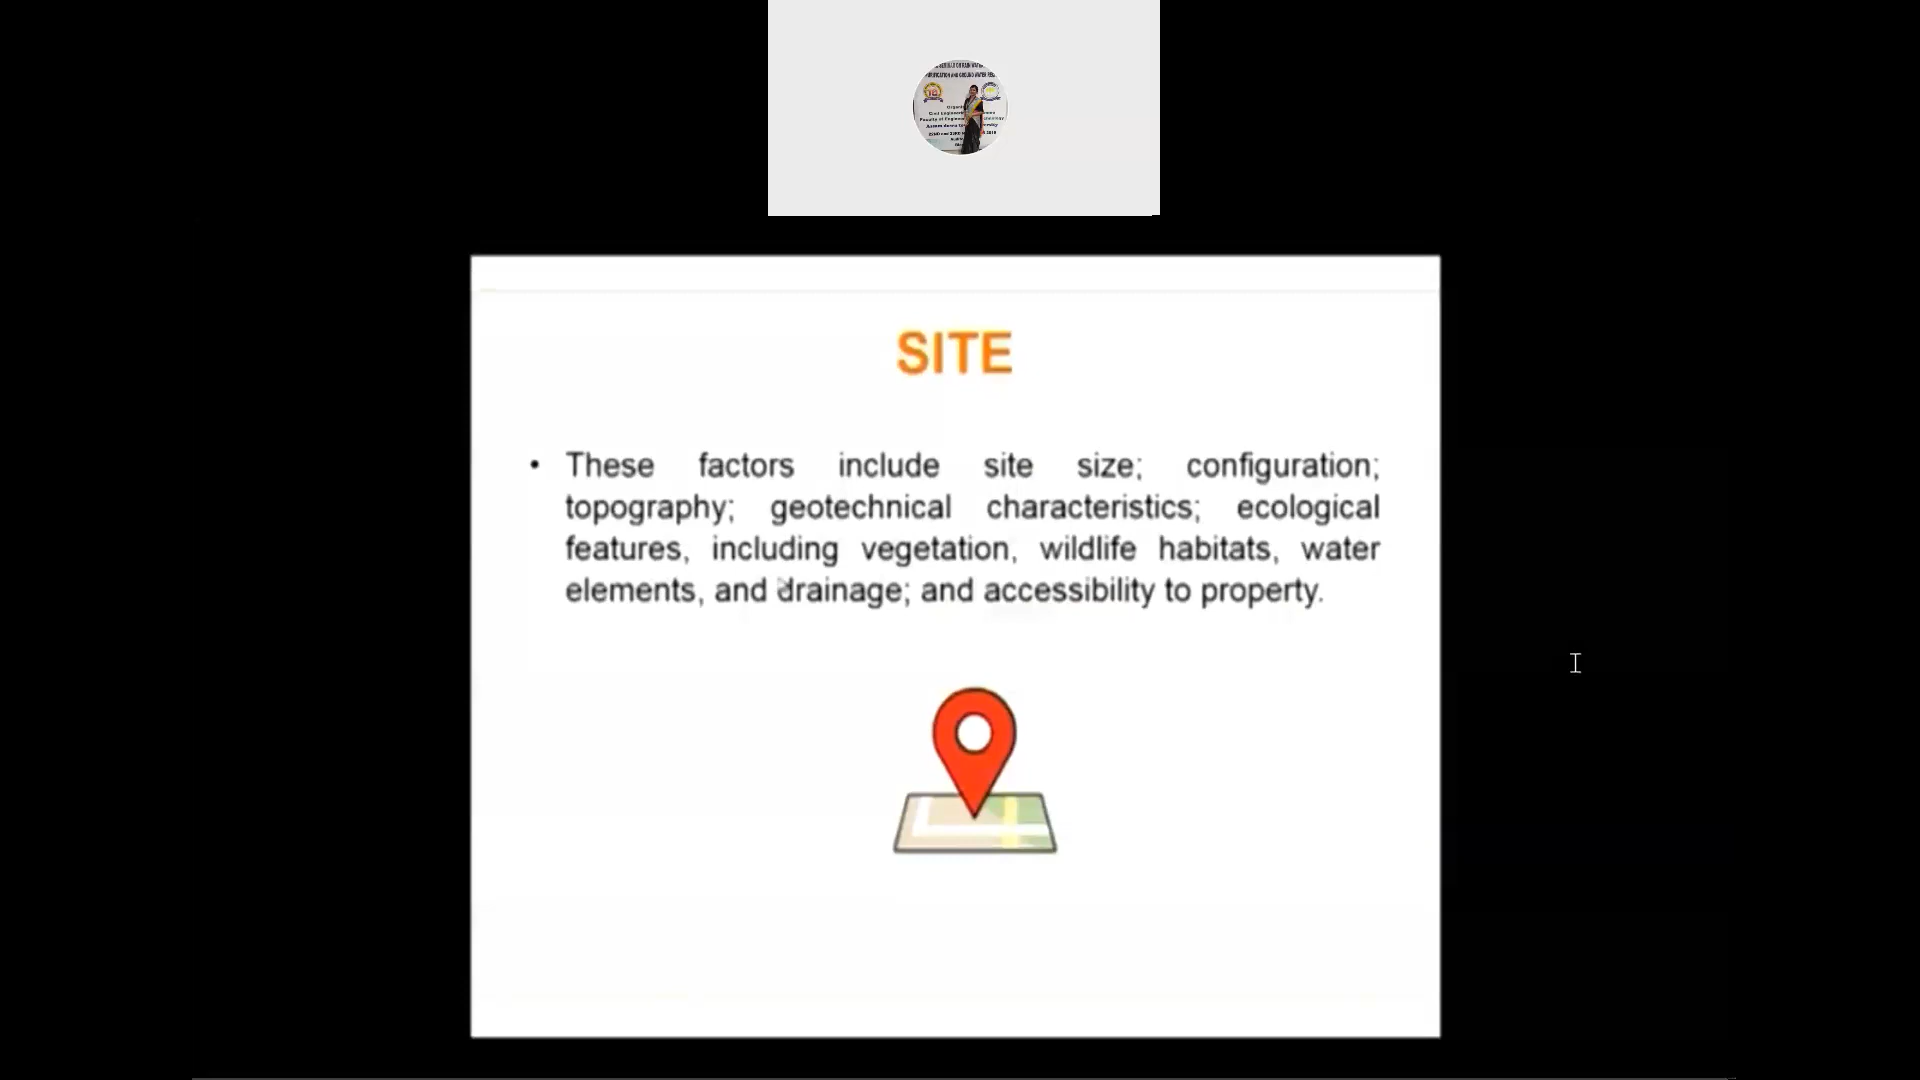 SITE
• These factors include site size; configuration;
topography; geotechnical characteristics; ecological
features, including vegetation, wildlife habitats, water
elements, and drainage; and accessibility to property.